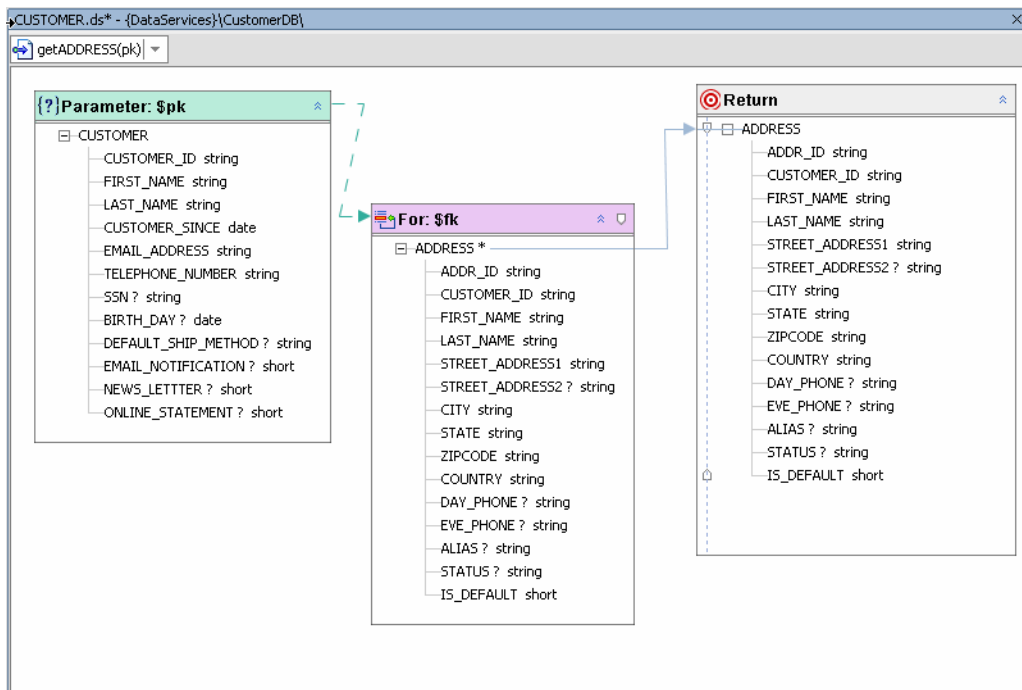 CUSTOMER.ds* - {DataServices}\CustomerDB\
getADDRESS(pk)
{?}Parameter: $pk
CUSTOMER
CUSTOMER_ID string
FIRST_NAME string
LAST_NAME string
CUSTOMER_SINCE date
EMAIL_ADDRESS string
TELEPHONE_NUMBER string
SSN ? string
BIRTH_DAY ? date
DEFAULT_SHIP_METHOD ? string
EMAIL_NOTIFICATION ? short
NEWS_LETTTER ? short
ONLINE_STATEMENT ? short
For: $fk
ADDRESS *
ADDR_ID string
CUSTOMER_ID string
FIRST_NAME string
LAST_NAME string
STREET_ADDRESS1 string
STREET_ADDRESS2 ? string
CITY string
STATE string
ZIPCODE string
COUNTRY string
DAY_PHONE ? string
EVE_PHONE ? string
ALIAS ? string
STATUS ? string
IS_DEFAULT short
Return
ADDRESS
ADDR_ID string
CUSTOMER_ID string
FIRST_NAME string
LAST_NAME string
STREET_ADDRESS1 string
STREET_ADDRESS2 ? string
CITY string
STATE string
ZIPCODE string
COUNTRY string
DAY_PHONE ? string
EVE_PHONE ? string
ALIAS ? string
STATUS ? string
IS_DEFAULT short